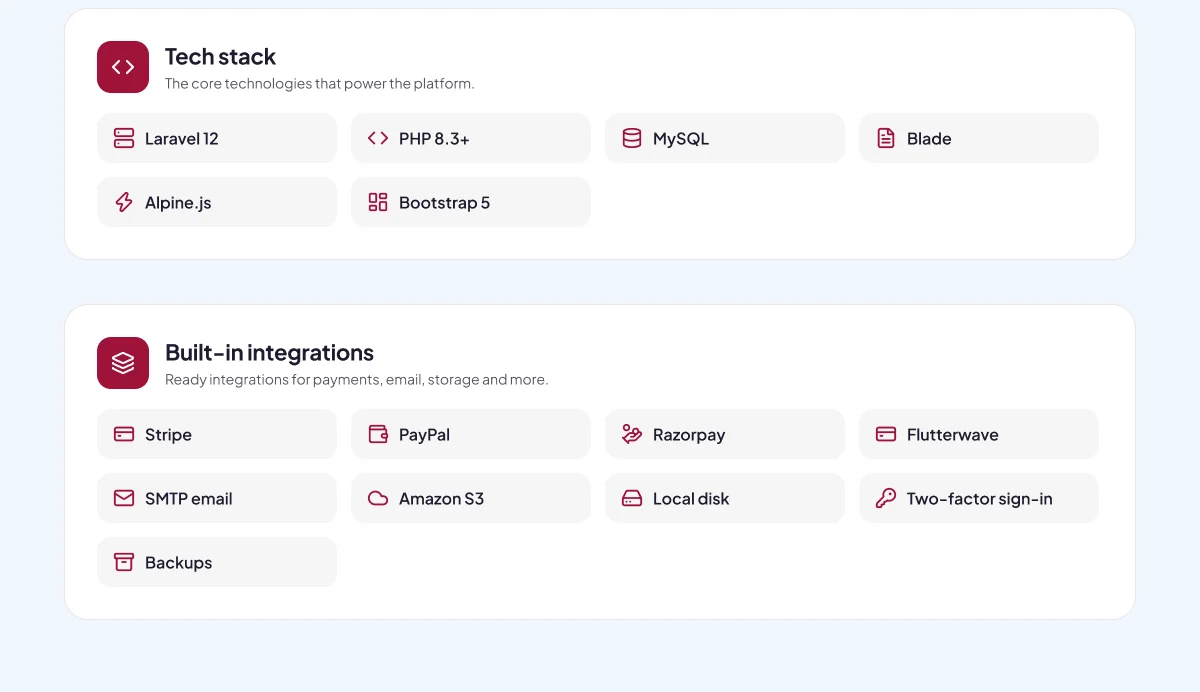 Tech stack
The core technologies that power the platform.
Laravel 12
PHP 8.3+
MySQL
Blade
Alpine.js
Bootstrap 5
Built-in integrations
Ready integrations for payments, email, storage and more.
Stripe
PayPal
Razorpay
Flutterwave
SMTP email
Amazon S3
Local disk
Two-factor sign-in
Backups